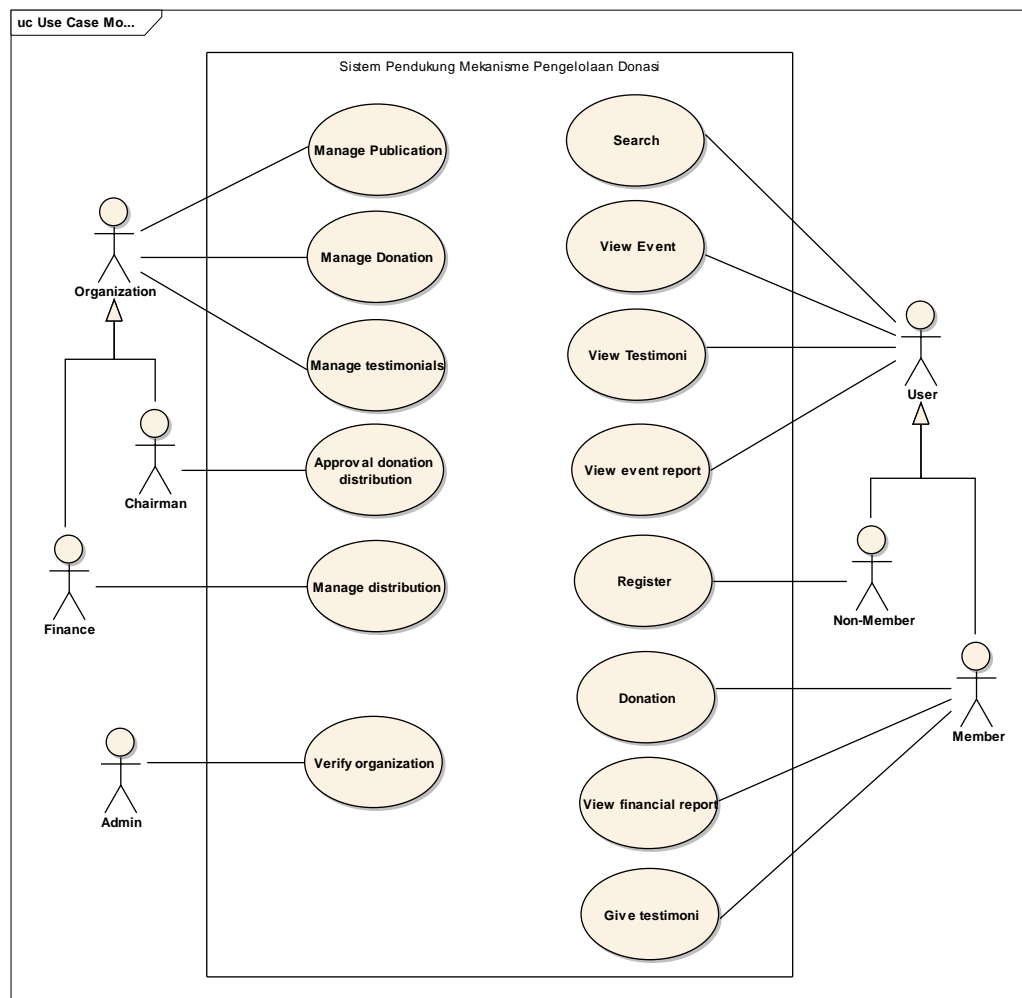 uc Use Case Mo...
Sistem Pendukung Mekanisme Pengelolaan Donasi
Manage Publication
Manage Donation
Manage testimonials
Approval donation
distribution
Manage distribution
Verify organization
Search
View Event
View Testimoni
View event report
Register
Donation
View financial report
Give testimoni
Organization
Chairman
Finance
Admin
User
Non-Member
Member